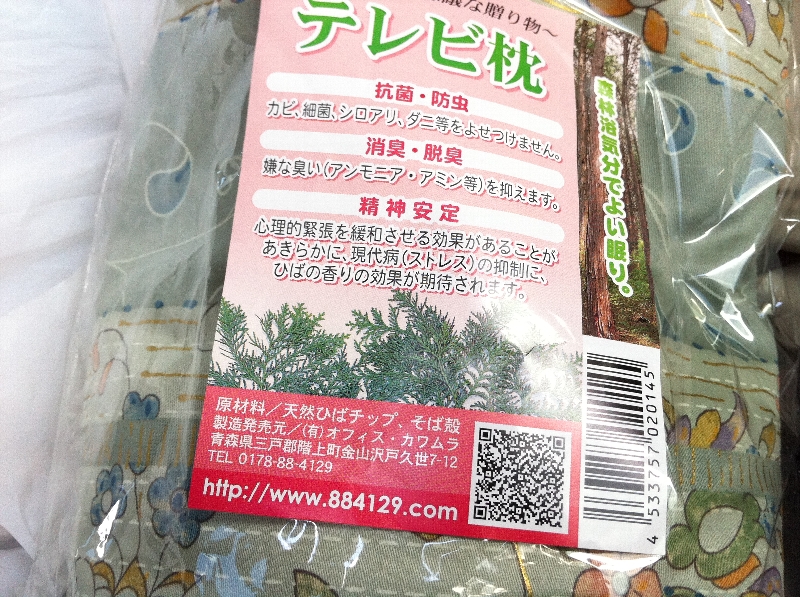 な贈り物～
テレビ枕
抗菌・防虫
カビ、細菌、シロアリ、ダニ等をよせつけません。
消臭・脱臭
嫌な臭い(アンモニア・アミン等)を抑えます。
精神安定
心理的緊張を緩和させる効果があることが
あきらかに、現代病(ストレス)の抑制に、
ひばの香りの効果が期待されます。
森林浴気分でよい眠り。
原材料／天然ひばチップ、そば殻
製造発売元／(有)オフィス・カワムラ
青森県三戸郡階上町金山沢戸久世7-12
TEL 0178-88-4129
http://www.884129.com
4 533757 020145